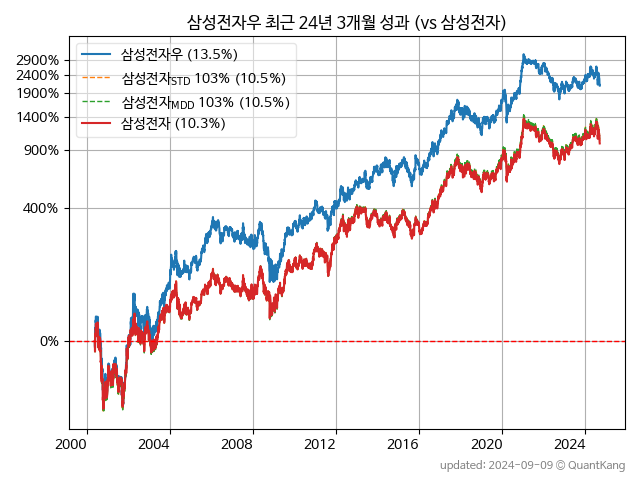 삼성전자우 최근 24년 3개월 성과 (vs 삼성전자)
삼성전자우 (13.5%)
삼성전자STD 103% (10.5%)
삼성전자MDD 103% (10.5%)
삼성전자 (10.3%)
2900%
2400%
1900%
1400%
900%
400%
0%
2000 2004 2008 2012 2016 2020 2024
updated: 2024-09-09 © QuantKang